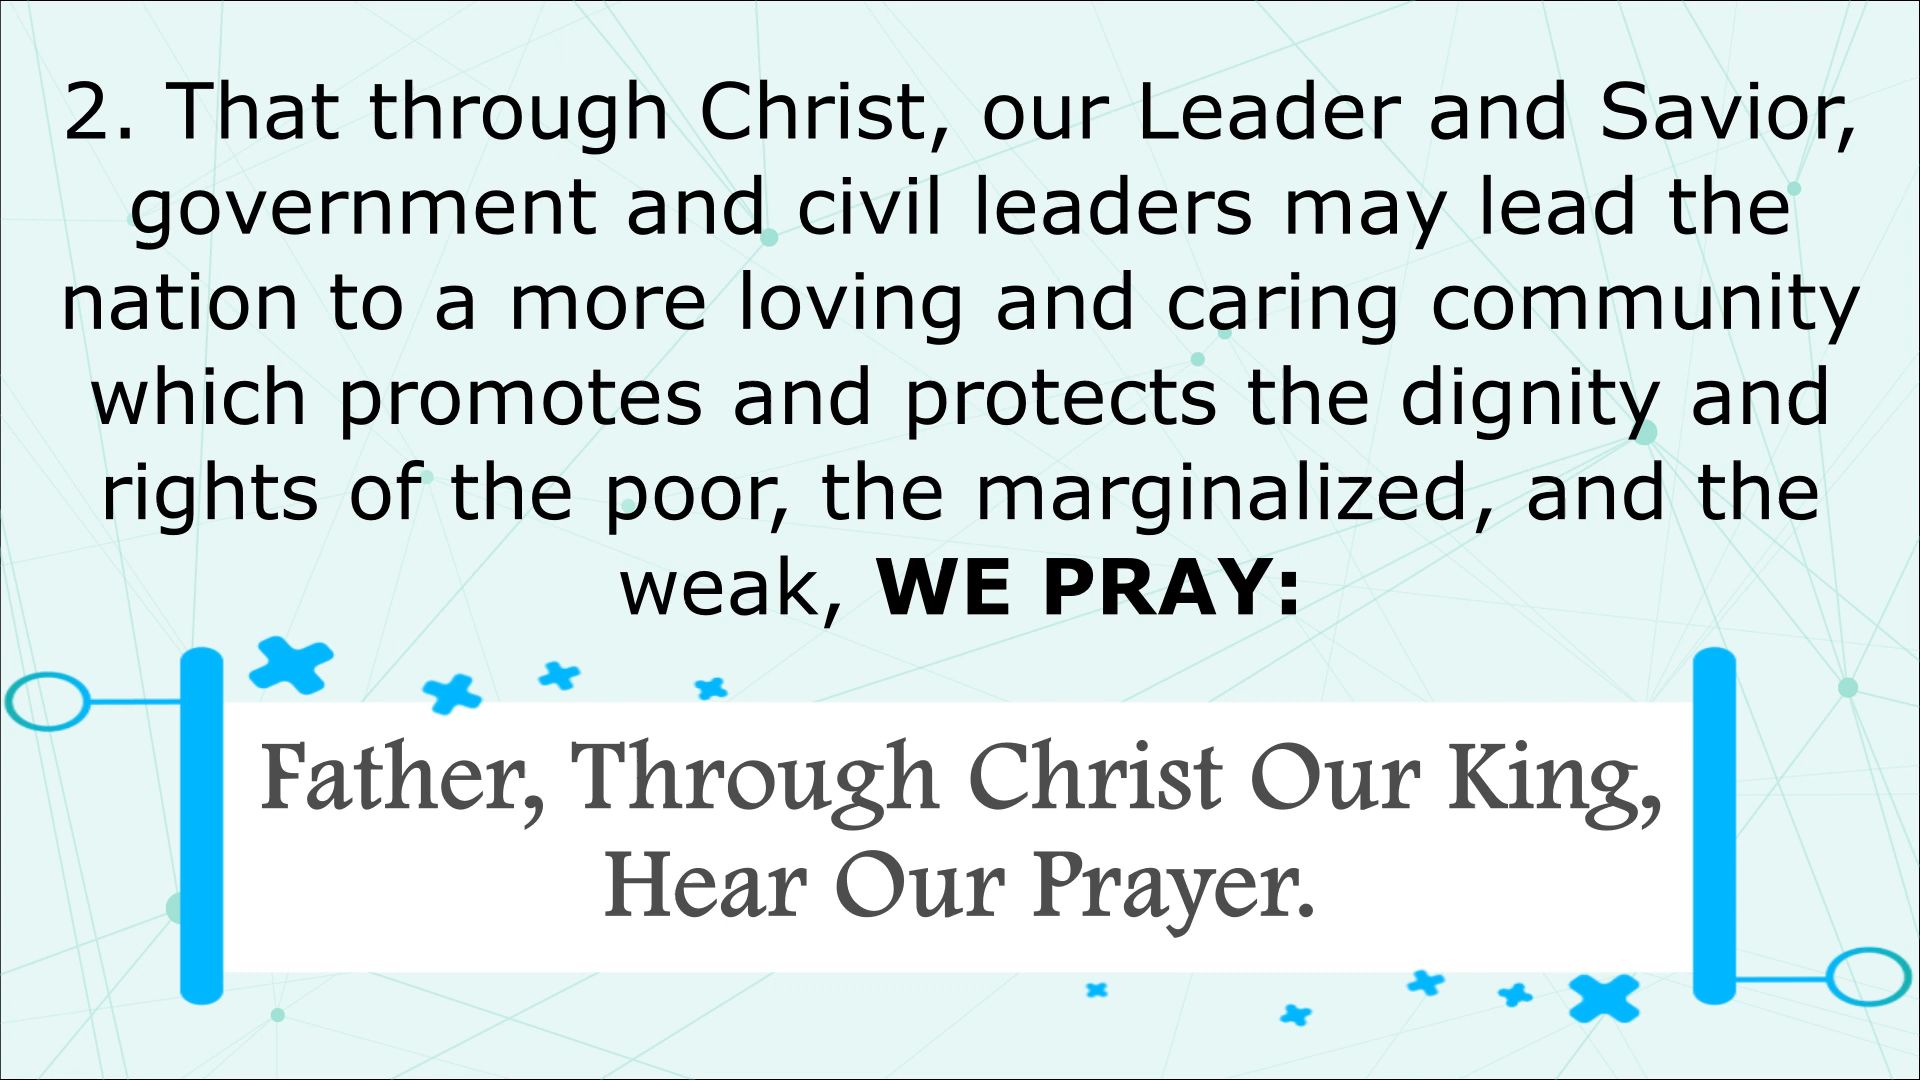 2. That through Christ, our Leader and Savior,
government and civil leaders may lead the
nation to a more loving and caring community
which promotes and protects the dignity and
rights of the poor, the marginalized, and the
weak, WE PRAY:
Father, Through Christ Our King,
Hear Our Prayer.